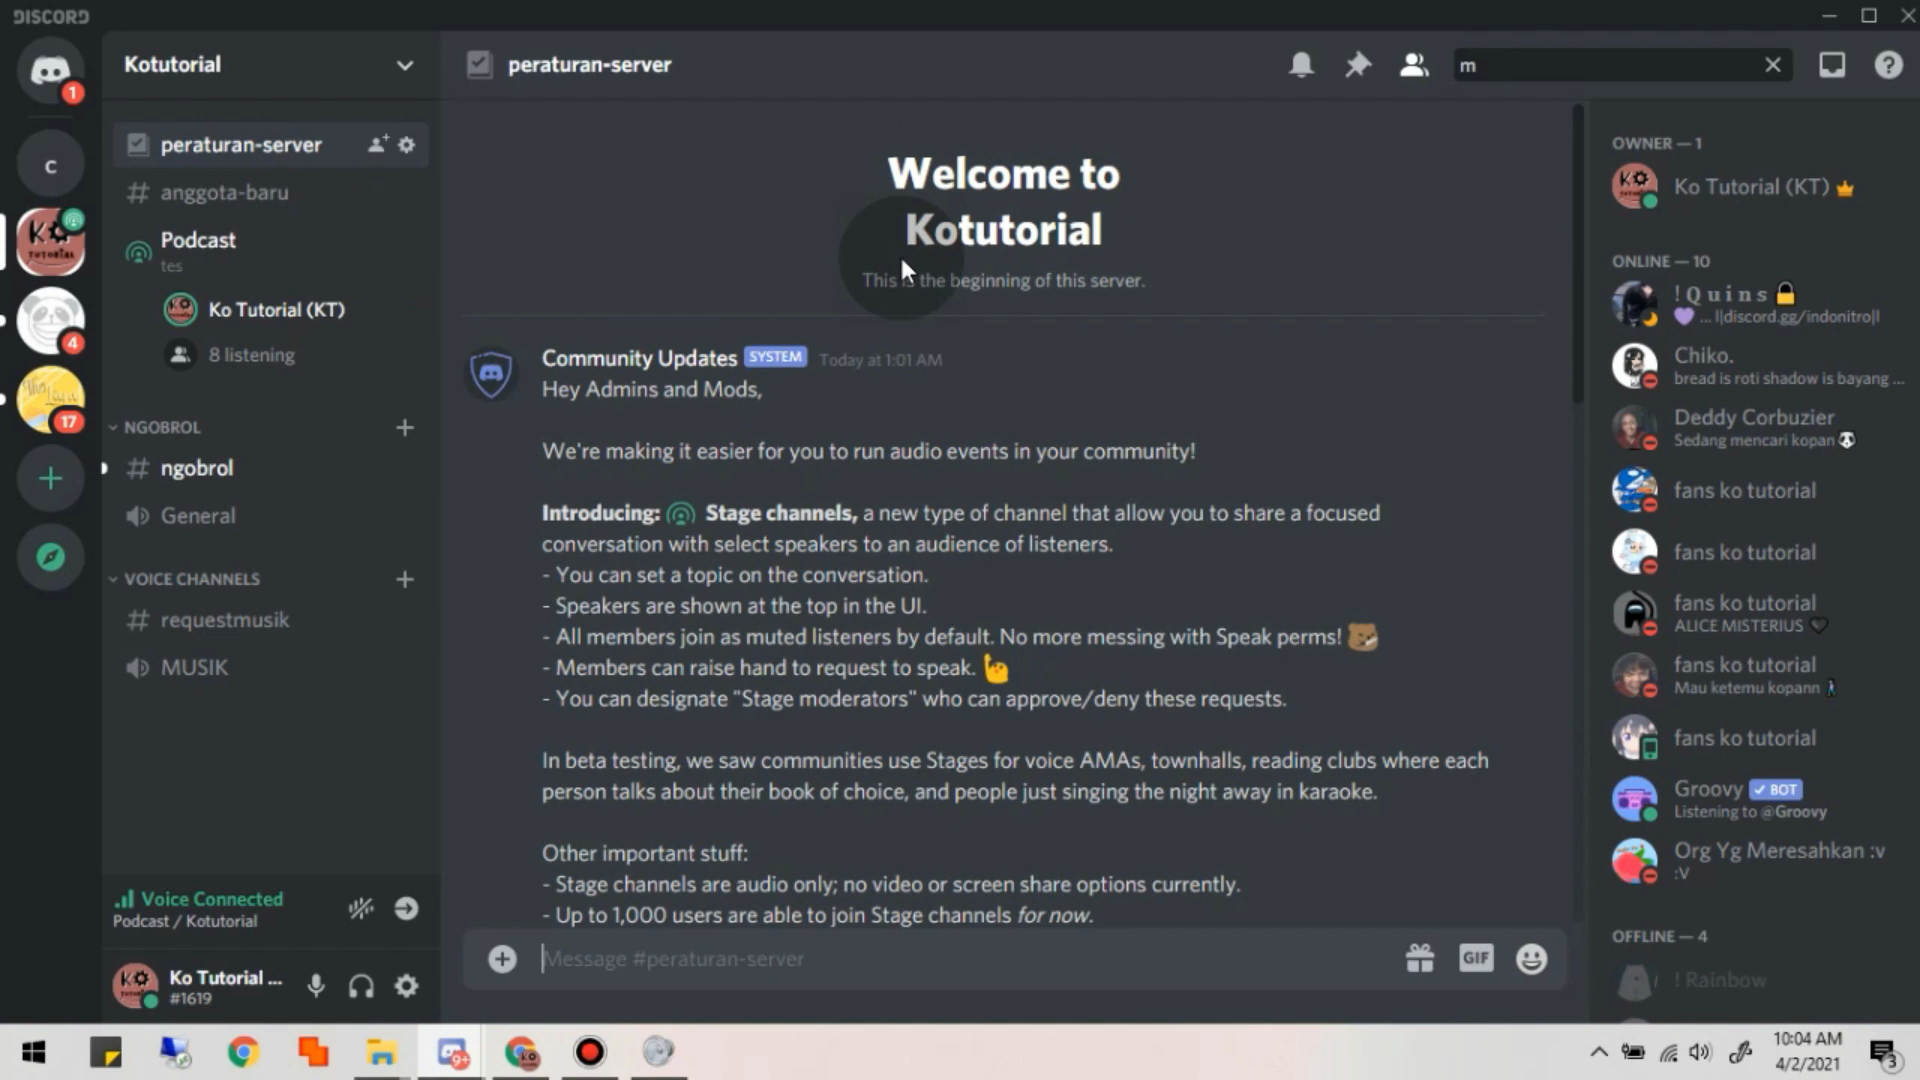 DISCORD
Kotutorial
peraturan-server
m
1
C
4
17
peraturan-server
anggota-baru
Podcast
tes
Ko Tutorial (KT)
8 listening
NGOBROL
ngobrol
General
VOICE CHANNELS
requestmusik
MUSIK
Voice Connected
Podcast / Kotutorial
Ko Tutorial ...
#1619
Welcome to
Kotutorial
This is the beginning of this server.
Community Updates SYSTEM Today at 1:01 AM
Hey Admins and Mods,
We're making it easier for you to run audio events in your community!
Introducing: Stage channels, a new type of channel that allow you to share a focused
conversation with select speakers to an audience of listeners.
- You can set a topic on the conversation.
- Speakers are shown at the top in the UI.
- All members join as muted listeners by default. No more messing with Speak perms!
- Members can raise hand to request to speak.
- You can designate "Stage moderators" who can approve/deny these requests.
In beta testing, we saw communities use Stages for voice AMAs, townhalls, reading clubs where each
person talks about their book of choice, and people just singing the night away in karaoke.
Other important stuff:
- Stage channels are audio only; no video or screen share options currently.
- Up to 1,000 users are able to join Stage channels for now.
Message #peraturan-server
GIF
OWNER — 1
Ko Tutorial (KT)
ONLINE — 10
! Q u i n s
... l|discord.gg/indonitro|l
Chiko.
bread is roti shadow is bayang ...
Deddy Corbuzier
Sedang mencari kopan
fans ko tutorial
fans ko tutorial
fans ko tutorial
ALICE MISTERIUS
fans ko tutorial
Mau ketemu kopann
fans ko tutorial
Groovy BOT
Listening to @Groovy
Org Yg Meresahkan :v
:V
OFFLINE — 4
! Rainbow
9+
10:04 AM
4/2/2021
3